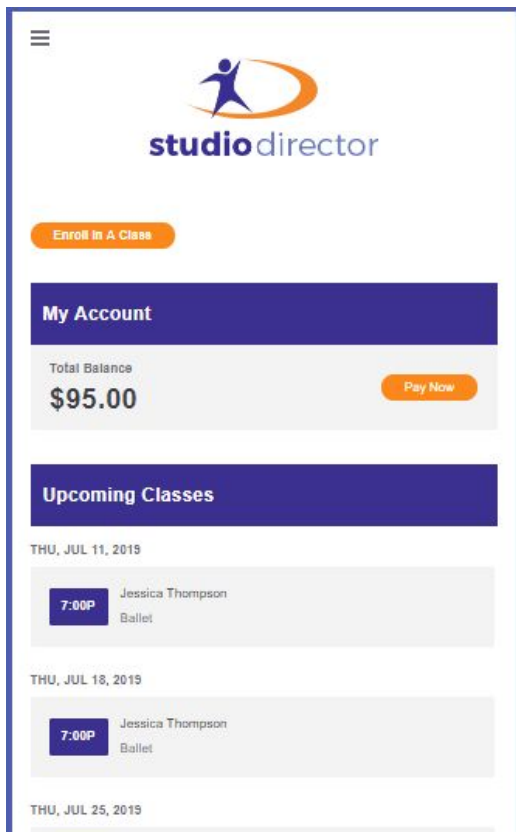 studiodirector
Enroll In A Class
My Account
Total Balance
$95.00
Pay Now
Upcoming Classes
THU, JUL 11, 2019
7:00P
Jessica Thompson
Ballet
THU, JUL 18, 2019
7:00P
Jessica Thompson
Ballet
THU, JUL 25, 2019